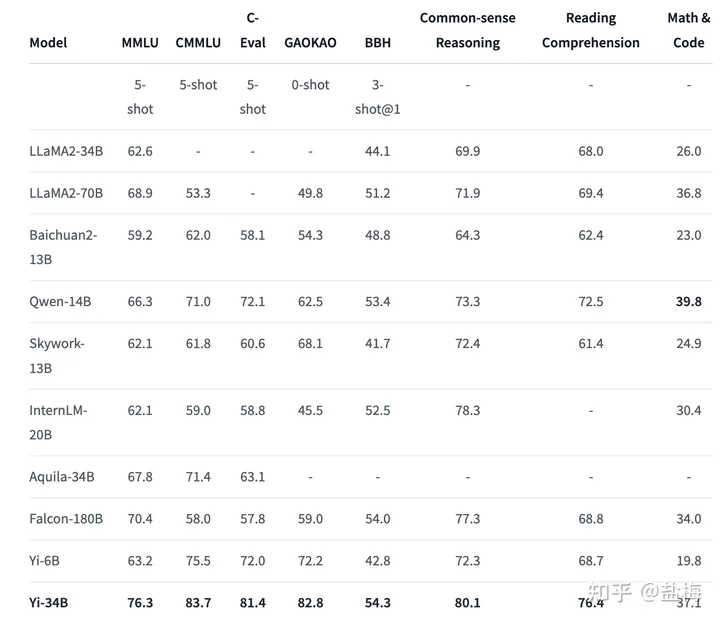 Model MMLU CMMLU C-Eval GAOKAO BBH Common-sense Reasoning Reading Comprehension Math & Code
5-shot 5-shot 5-shot 0-shot 3-shot@1 - - -
LLaMA2-34B 62.6 - - - 44.1 69.9 68.0 26.0
LLaMA2-70B 68.9 53.3 - 49.8 51.2 71.9 69.4 36.8
Baichuan2-13B 59.2 62.0 58.1 54.3 48.8 64.3 62.4 23.0
Qwen-14B 66.3 71.0 72.1 62.5 53.4 73.3 72.5 39.8
Skywork-13B 62.1 61.8 60.6 68.1 41.7 72.4 61.4 24.9
InternLM-20B 62.1 59.0 58.8 45.5 52.5 78.3 - 30.4
Aquila-34B 67.8 71.4 63.1 - - - - -
Falcon-180B 70.4 58.0 57.8 59.0 54.0 77.3 68.8 34.0
Yi-6B 63.2 75.5 72.0 72.2 42.8 72.3 68.7 19.8
Yi-34B 76.3 83.7 81.4 82.8 54.3 80.1 76.4 37.1
知乎 @盐梅